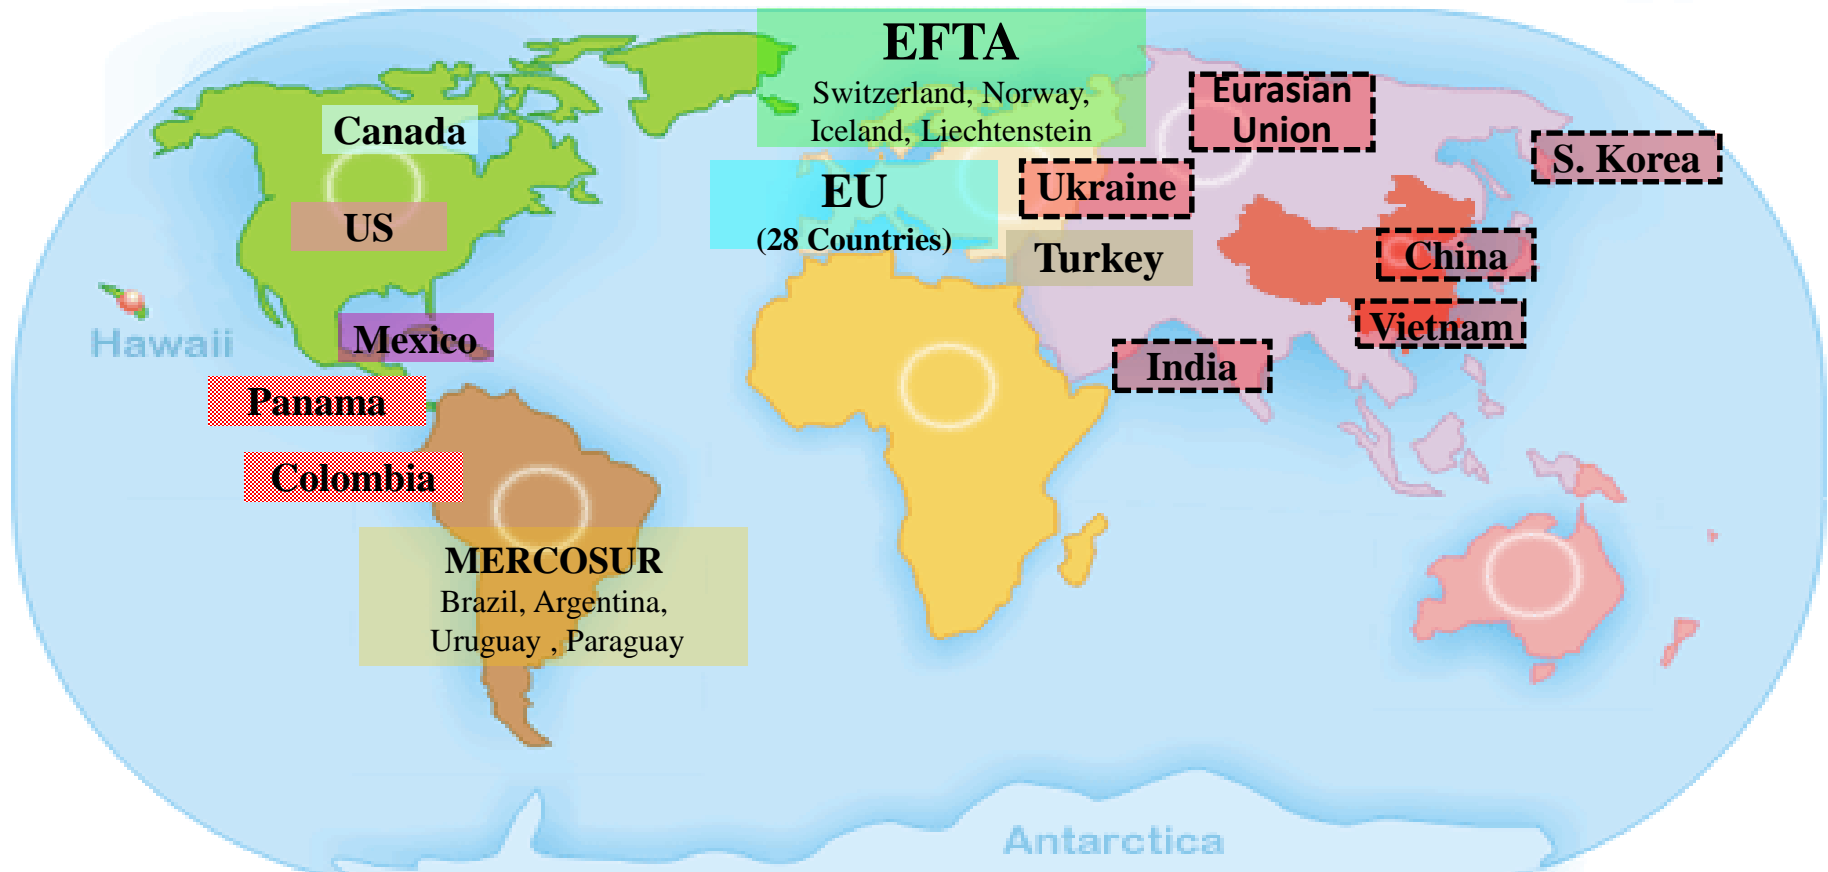 EFTA
Switzerland, Norway,
Iceland, Liechtenstein
Eurasian
Union
Canada
S. Korea
EU
(28 Countries)
Ukraine
US
Turkey
China
Hawaii
Mexico
Vietnam
India
Panama
Colombia
MERCOSUR
Brazil, Argentina,
Uruguay , Paraguay
Antarctica